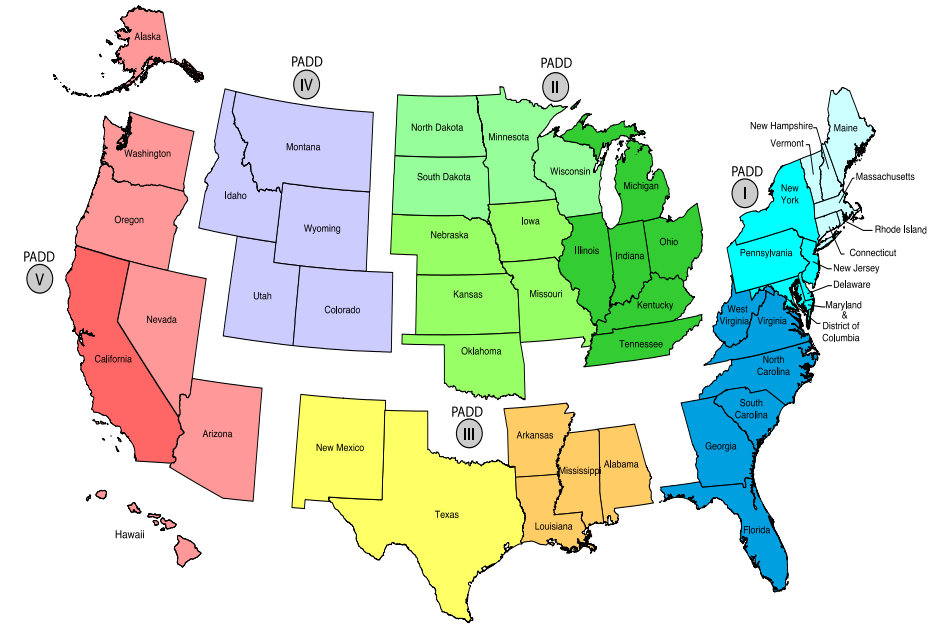 Alaska
PADD
IV
PADD
II
North Dakota
Minnesota
Montana
Washington
Idaho
South Dakota
Wisconsin
Michigan
New Hampshire
Vermont
Maine
PADD
I
Massachusetts
New
York
Oregon
Wyoming
Nebraska
Iowa
Rhode Island
Connecticut
PADD
V
Illinois
Indiana
Ohio
Pennsylvania
New Jersey
Delaware
Utah
Colorado
Kansas
Missouri
Kentucky
Maryland
&
District of
Columbia
West
Virginia
Virginia
Nevada
California
Oklahoma
Tennessee
North
Carolina
PADD
III
South
Carolina
Arizona
New Mexico
Arkansas
Mississippi
Alabama
Georgia
Texas
Louisiana
Florida
Hawaii